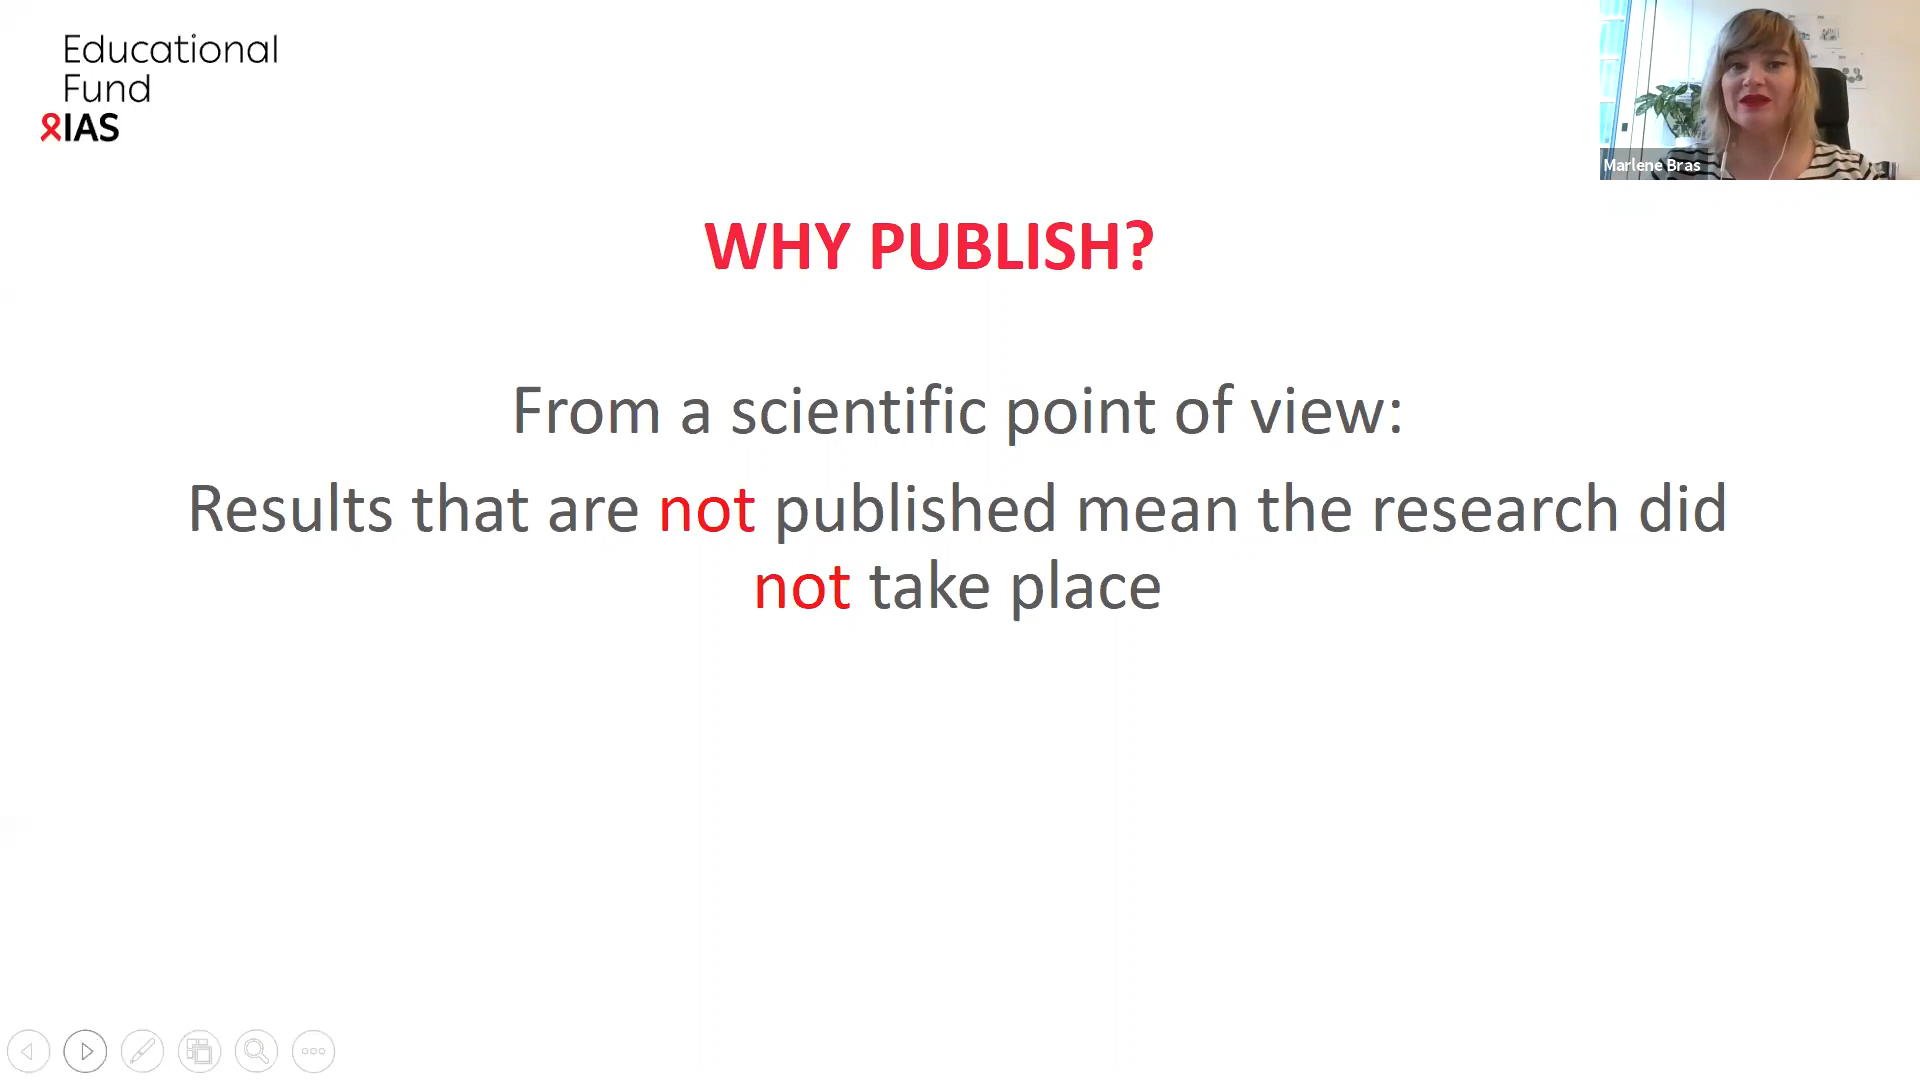 Educational
Fund
IAS
Marlene Bras
WHY PUBLISH?
From a scientific point of view:
Results that are not published mean the research did
not take place